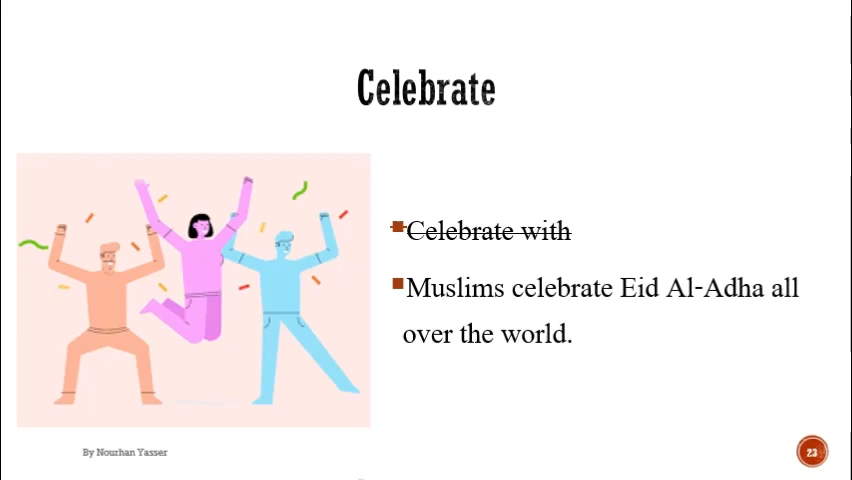 Celebrate
Celebrate with
Muslims celebrate Eid Al-Adha all
over the world.
By Nourhan Yasser
23